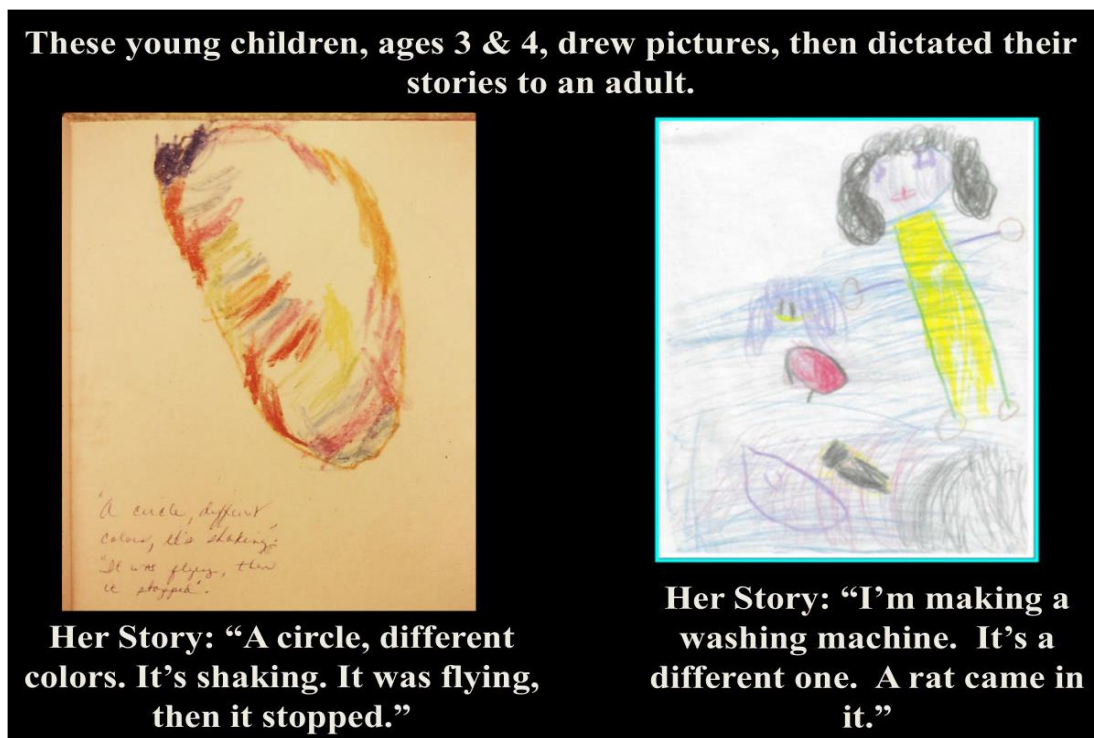 These young children, ages 3 & 4, drew pictures, then dictated their
stories to an adult.
"A circle, different
colors, it's shaking".
"It was flying, then
it stopped".
Her Story: “A circle, different
colors. It’s shaking. It was flying,
then it stopped.”
Her Story: “I’m making a
washing machine.  It’s a
different one.  A rat came in
it.”